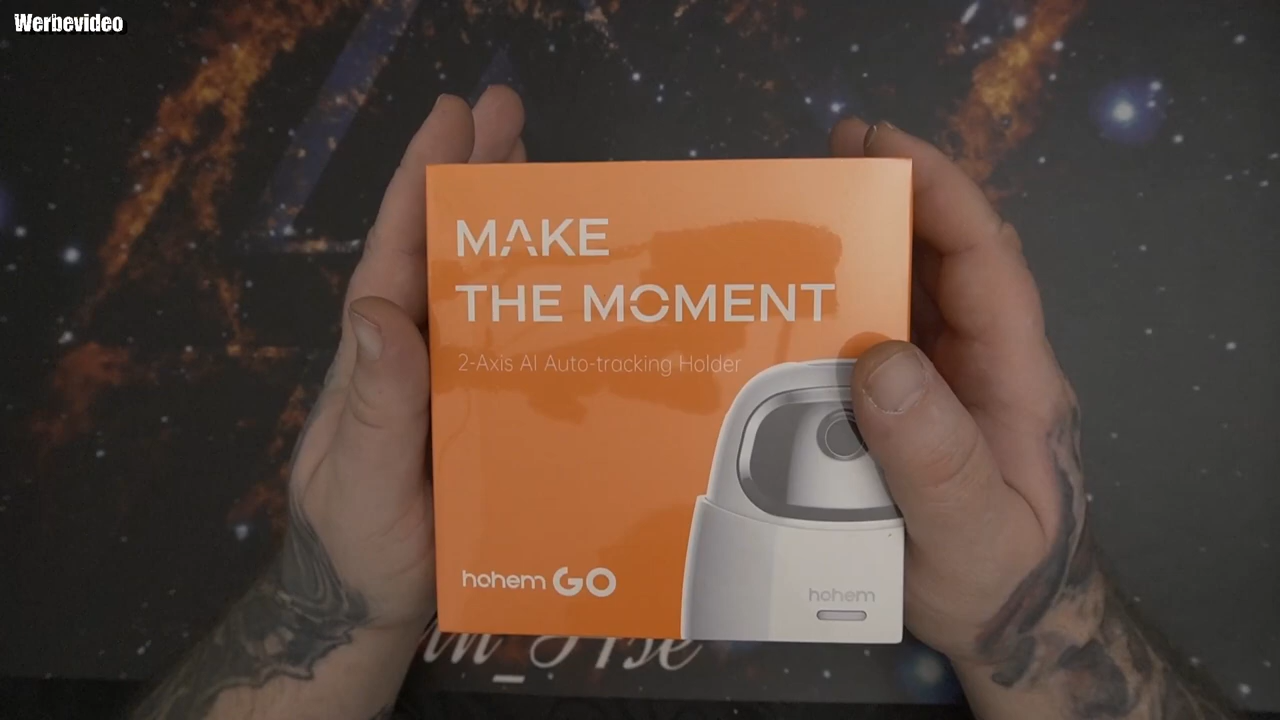 Werbevideo
MAKE
THE MOMENT
2-Axis AI Auto-tracking Holder
hohem GO
hohem